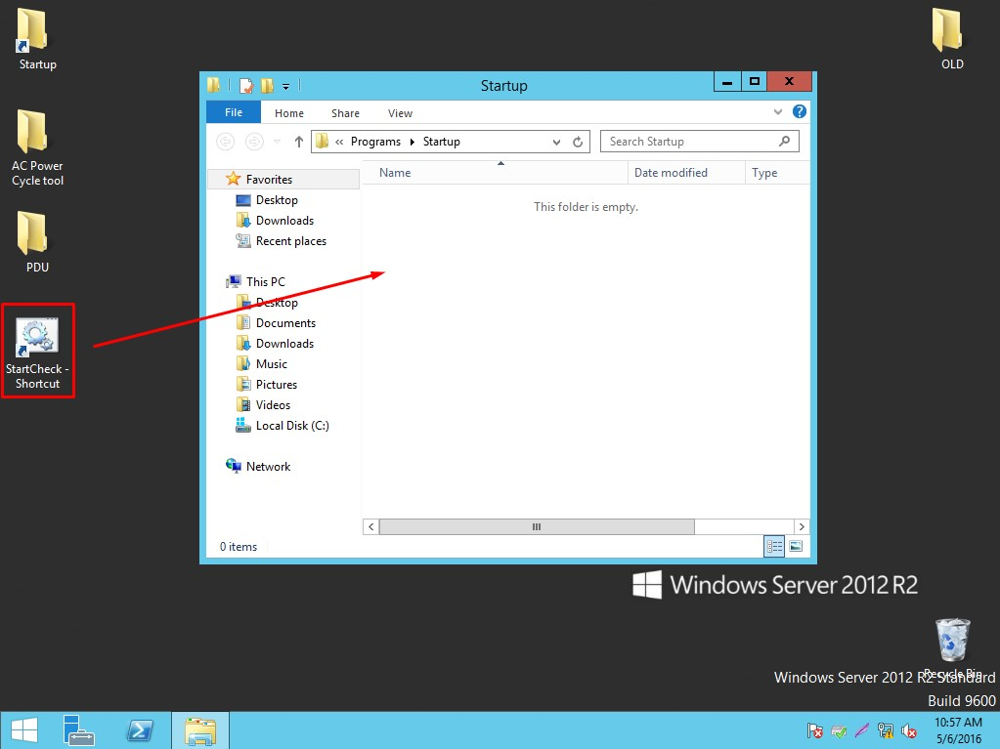 Startup
AC Power
Cycle tool
PDU
StartCheck -
Shortcut
OLD
Startup
File
Home
Share
View
?
«
Programs
Startup
Search Startup
Name
Date modified
Type
This folder is empty.
Favorites
Desktop
Downloads
Recent places
This PC
Desktop
Documents
Downloads
Music
Pictures
Videos
Local Disk (C:)
Network
0 items
Windows Server 2012 R2
Recycle Bin
Windows Server 2012 R2 Standard
Build 9600
10:57 AM
5/6/2016